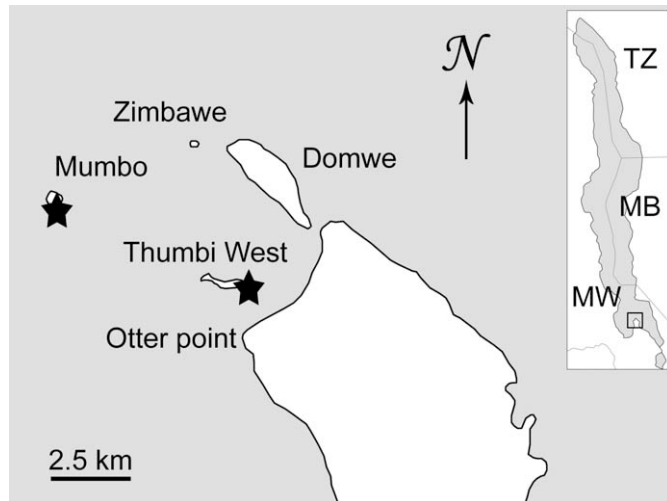 N
TZ
Zimbawe
Domwe
Mumbo
MB
Thumbi West
MW
Otter point
2.5 km